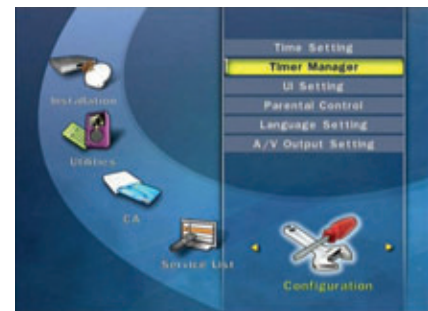 Time Setting
Timer Manager
UI Setting
Parental Control
Language Setting
A/V Output Setting
Installation
Utilities
CA
Service List
Configuration